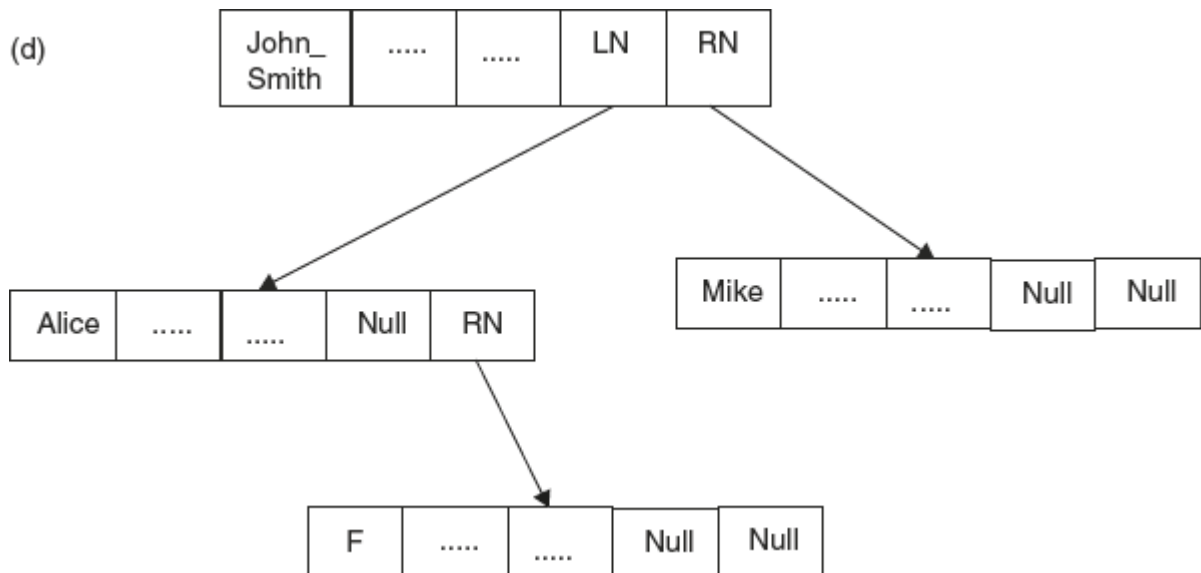 (d)
John_
Smith
.....
.....
LN
RN
Alice
.....
.....
Null
RN
Mike
.....
.....
Null
Null
F
.....
.....
Null
Null